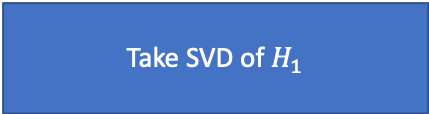 Take SVD of H₁